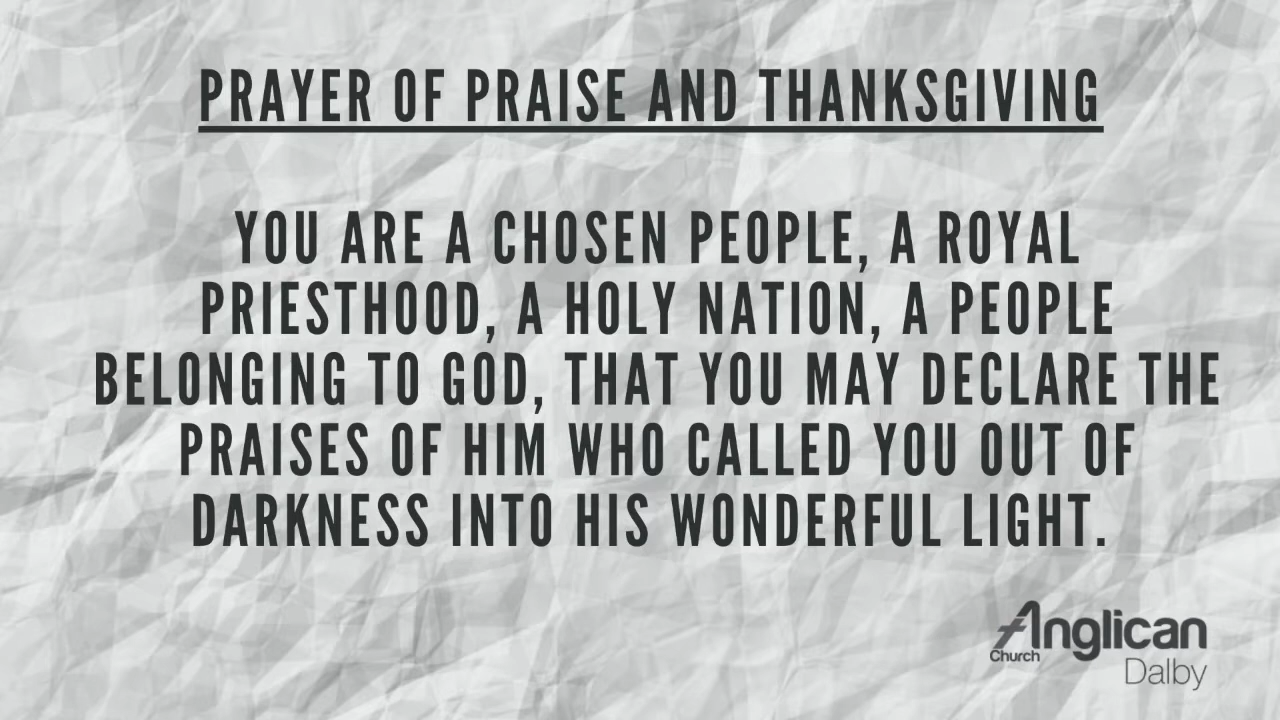 PRAYER OF PRAISE AND THANKSGIVING
YOU ARE A CHOSEN PEOPLE, A ROYAL
PRIESTHOOD, A HOLY NATION, A PEOPLE
BELONGING TO GOD, THAT YOU MAY DECLARE THE
PRAISES OF HIM WHO CALLED YOU OUT OF
DARKNESS INTO HIS WONDERFUL LIGHT.
Anglican
Church
Dalby